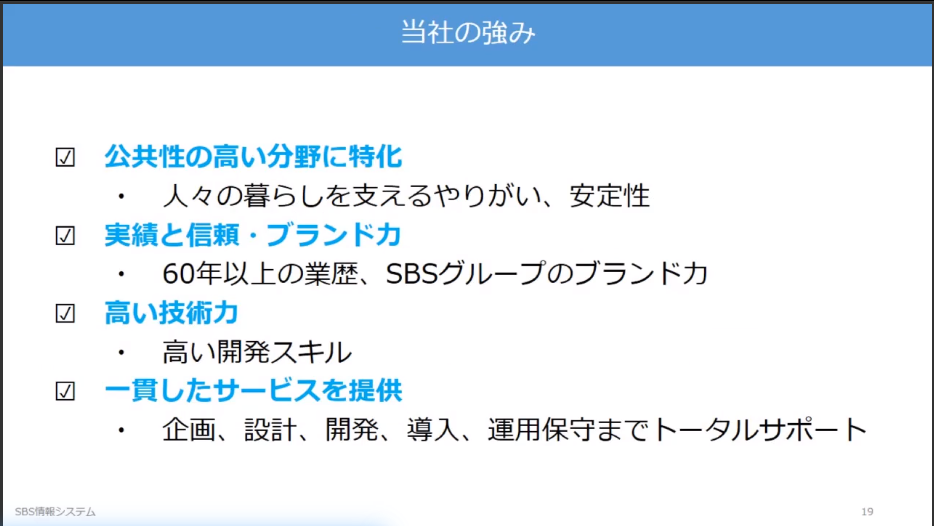 当社の強み
☑ 公共性の高い分野に特化
・ 人々の暮らしを支えるやりがい、安定性
☑ 実績と信頼・ブランド力
・ 60年以上の業歴、SBSグループのブランド力
☑ 高い技術力
・ 高い開発スキル
☑ 一貫したサービスを提供
・ 企画、設計、開発、導入、運用保守までトータルサポート
SBS情報システム
19